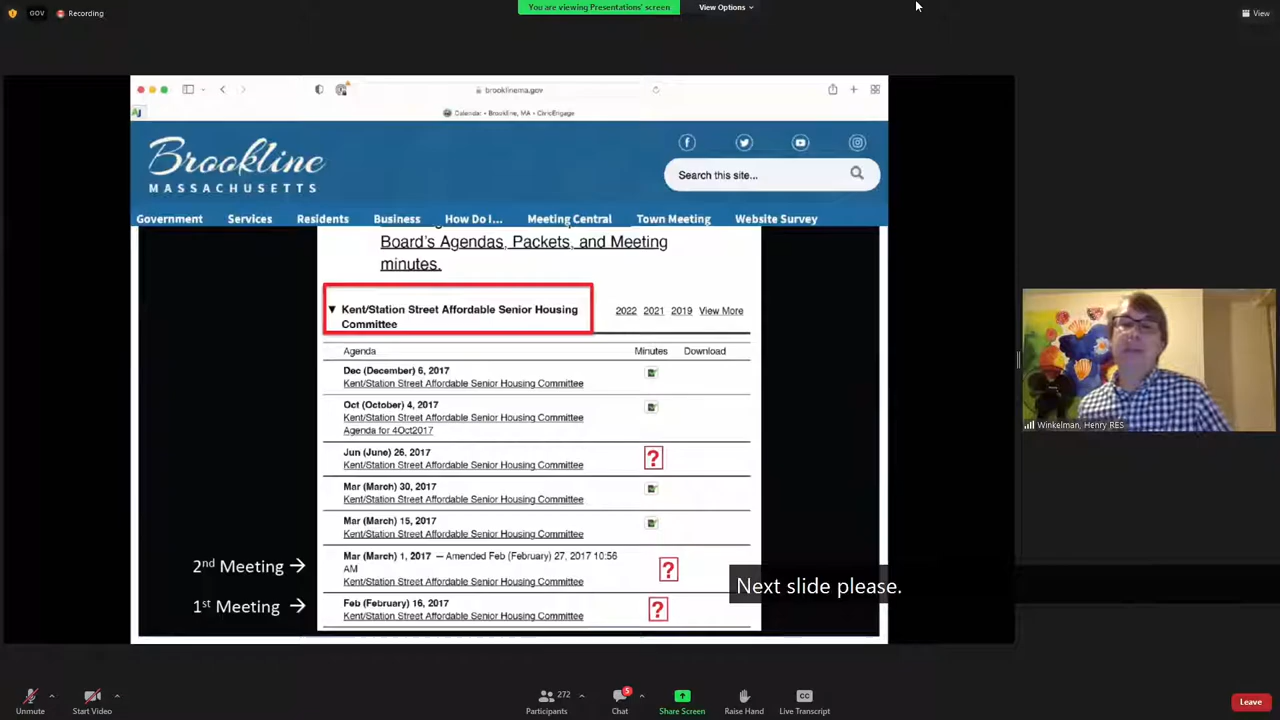 GOV
Recording
You are viewing Presentations' screen
View Options
View
brooklinema.gov
Calendar • Brookline, MA • CivicEngage
Brookline
MASSACHUSETTS
Search this site...
Government Services Residents Business How Do I... Meeting Central Town Meeting Website Survey
Board's Agendas, Packets, and Meeting
minutes.
▼ Kent/Station Street Affordable Senior Housing
Committee
2022 2021 2019 View More
Agenda Minutes Download
Dec (December) 6, 2017
Kent/Station Street Affordable Senior Housing Committee
Oct (October) 4, 2017
Kent/Station Street Affordable Senior Housing Committee
Agenda for 4Oct2017
Jun (June) 26, 2017
Kent/Station Street Affordable Senior Housing Committee
?
Mar (March) 30, 2017
Kent/Station Street Affordable Senior Housing Committee
Mar (March) 15, 2017
Kent/Station Street Affordable Senior Housing Committee
2nd Meeting →
Mar (March) 1, 2017 — Amended Feb (February) 27, 2017 10:56
AM
Kent/Station Street Affordable Senior Housing Committee
?
1st Meeting →
Feb (February) 16, 2017
Kent/Station Street Affordable Senior Housing Committee
?
Next slide please.
Winkelman, Henry RES
Unmute
Start Video
272
Participants
5
Chat
Share Screen
Raise Hand
CC
Live Transcript
Leave